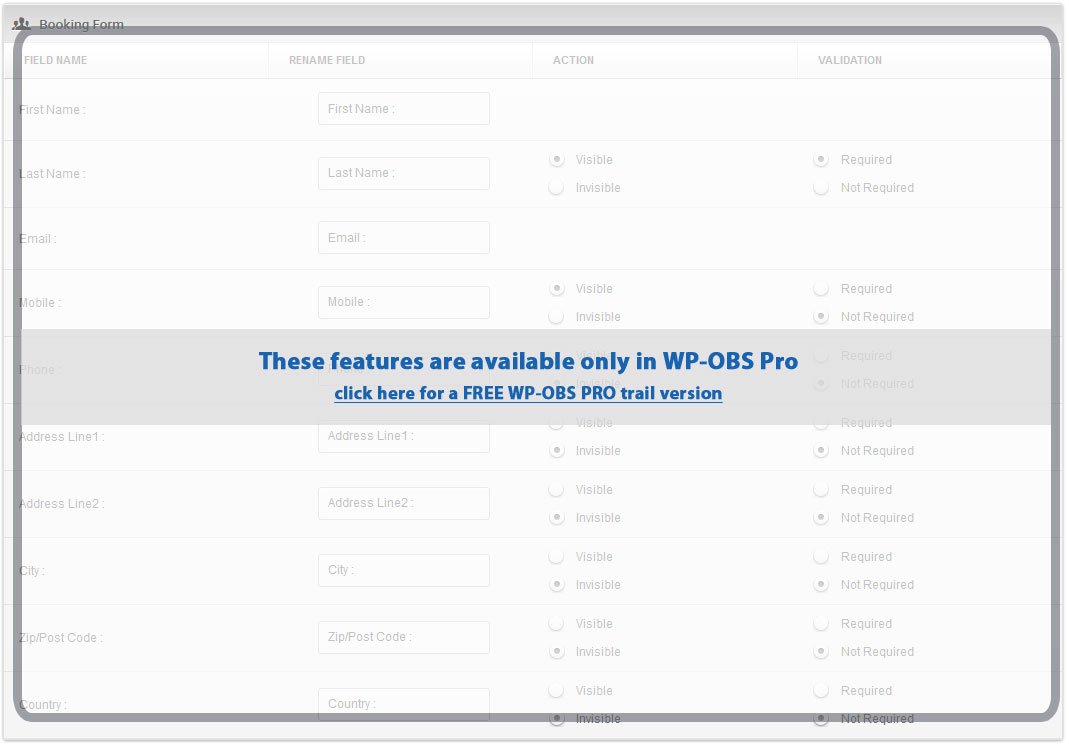 Booking Form
FIELD NAME RENAME FIELD ACTION VALIDATION
First Name : First Name :
Visible Required
Last Name : Last Name :
Invisible Not Required
Email : Email :
Visible Required
Mobile : Mobile :
Invisible Not Required
Required
These features are available only in WP-OBS Pro
Phone :
Invisible Not Required
click here for a FREE WP-OBS PRO trail version
Visible Required
Address Line1 : Address Line1 :
Invisible Not Required
Visible Required
Address Line2 : Address Line2 :
Invisible Not Required
Visible Required
City : City :
Invisible Not Required
Visible Required
Zip/Post Code : Zip/Post Code :
Invisible Not Required
Visible Required
Country : Country :
Invisible Not Required